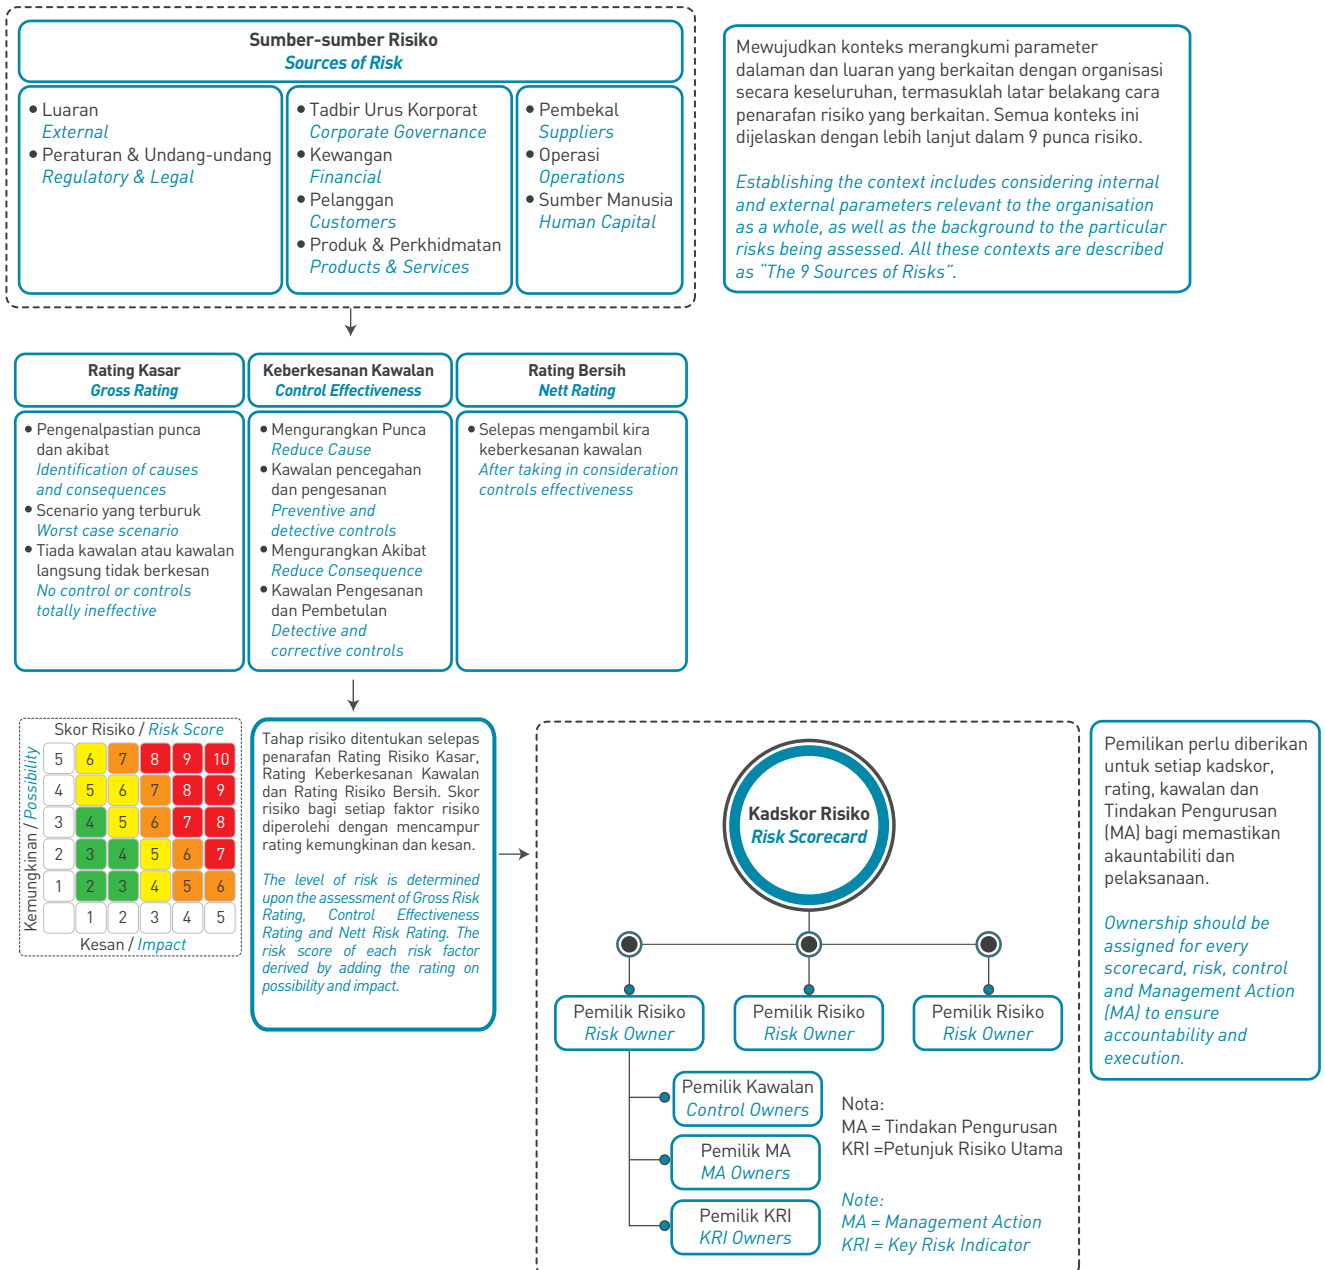 Sumber-sumber Risiko
Sources of Risk
• Luaran
External
• Peraturan & Undang-undang
Regulatory & Legal
• Tadbir Urus Korporat
Corporate Governance
• Kewangan
Financial
• Pelanggan
Customers
• Produk & Perkhidmatan
Products & Services
• Pembekal
Suppliers
• Operasi
Operations
• Sumber Manusia
Human Capital
Mewujudkan konteks merangkumi parameter
dalaman dan luaran yang berkaitan dengan organisasi
secara keseluruhan, termasuklah latar belakang cara
penarafan risiko yang berkaitan. Semua konteks ini
dijelaskan dengan lebih lanjut dalam 9 punca risiko.
Establishing the context includes considering internal
and external parameters relevant to the organisation
as a whole, as well as the background to the particular
risks being assessed. All these contexts are described
as “The 9 Sources of Risks”.
Rating Kasar
Gross Rating
• Pengenalpastian punca
dan akibat
Identification of causes
and consequences
• Scenario yang terburuk
Worst case scenario
• Tiada kawalan atau kawalan
langsung tidak berkesan
No control or controls
totally ineffective
Keberkesanan Kawalan
Control Effectiveness
• Mengurangkan Punca
Reduce Cause
• Kawalan pencegahan
dan pengesanan
Preventive and
detective controls
• Mengurangkan Akibat
Reduce Consequence
• Kawalan Pengesanan
dan Pembetulan
Detective and
corrective controls
Rating Bersih
Nett Rating
• Selepas mengambil kira
keberkesanan kawalan
After taking in consideration
controls effectiveness
Skor Risiko / Risk Score
Kemungkinan / Possibility
5 6 7 8 9 10
4 5 6 7 8 9
3 4 5 6 7 8
2 3 4 5 6 7
1 2 3 4 5 6
1 2 3 4 5
Kesan / Impact
Tahap risiko ditentukan selepas
penarafan Rating Risiko Kasar,
Rating Keberkesanan Kawalan
dan Rating Risiko Bersih. Skor
risiko bagi setiap faktor risiko
diperolehi dengan mencampur
rating kemungkinan dan kesan.
The level of risk is determined
upon the assessment of Gross Risk
Rating, Control Effectiveness
Rating and Nett Risk Rating. The
risk score of each risk factor
derived by adding the rating on
possibility and impact.
Kadskor Risiko
Risk Scorecard
Pemilik Risiko
Risk Owner
Pemilik Risiko
Risk Owner
Pemilik Risiko
Risk Owner
Pemilik Kawalan
Control Owners
Pemilik MA
MA Owners
Pemilik KRI
KRI Owners
Nota:
MA = Tindakan Pengurusan
KRI =Petunjuk Risiko Utama
Note:
MA = Management Action
KRI = Key Risk Indicator
Pemilikan perlu diberikan
untuk setiap kadskor,
rating, kawalan dan
Tindakan Pengurusan
(MA) bagi memastikan
akauntabiliti dan
pelaksanaan.
Ownership should be
assigned for every
scorecard, risk, control
and Management Action
(MA) to ensure
accountability and
execution.